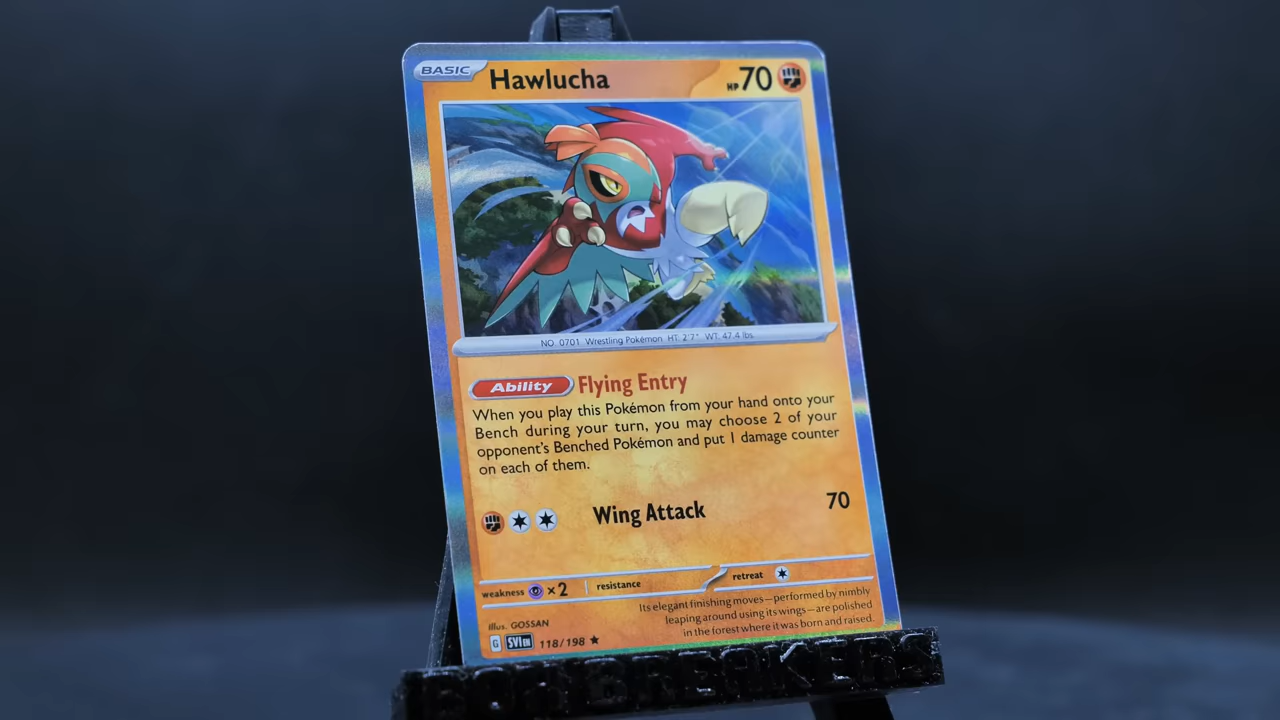 BASIC Hawlucha HP 70
NO. 0701 Wrestling Pokémon HT: 2'7" WT: 47.4 lbs.
Ability Flying Entry
When you play this Pokémon from your hand onto your
Bench during your turn, you may choose 2 of your
opponent's Benched Pokémon and put 1 damage counter
on each of them.
Wing Attack 70
weakness ×2 resistance retreat
Its elegant finishing moves—performed by nimbly
leaping around using its wings—are polished
in the forest where it was born and raised.
Illus. GOSSAN
G SVI EN 118/198
BREAKERS